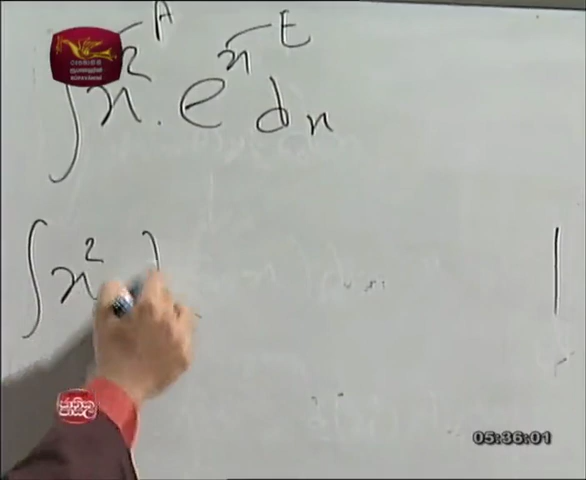 A E
∫ x² . eˣ dx
∫ x²
05:36:01